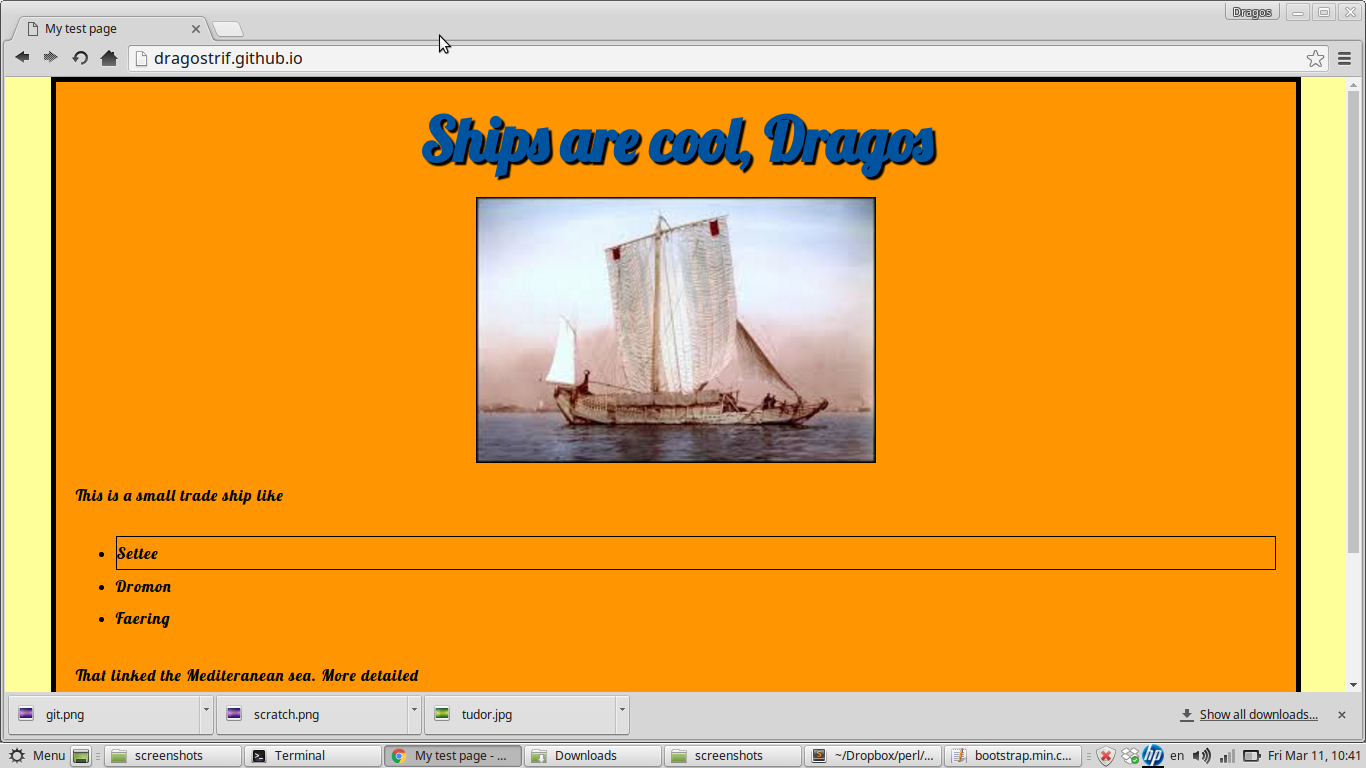 Dragos
My test page
dragostrif.github.io
Ships are cool, Dragos
This is a small trade ship like
Settee
Dromon
Faering
That linked the Mediteranean sea. More detailed
git.png
scratch.png
tudor.jpg
Show all downloads...
Menu
screenshots
Terminal
My test page - ...
Downloads
screenshots
~/Dropbox/perl/...
bootstrap.min.c...
hp
en
Fri Mar 11, 10:41